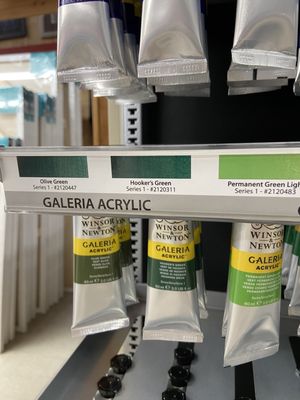 Olive Green
Series 1 - #2120447
Hooker's Green
Series 1 - #2120311
Permanent Green Ligh
Series 1 - #2120483
GALERIA ACRYLIC
WINSOR
& NEWTON
GALERIA
ACRYLIC
WINSOR
& NEWTON
GALERIA
ACRYLIC
WINSOR
& NEWTON
GALERIA
ACRYLIC